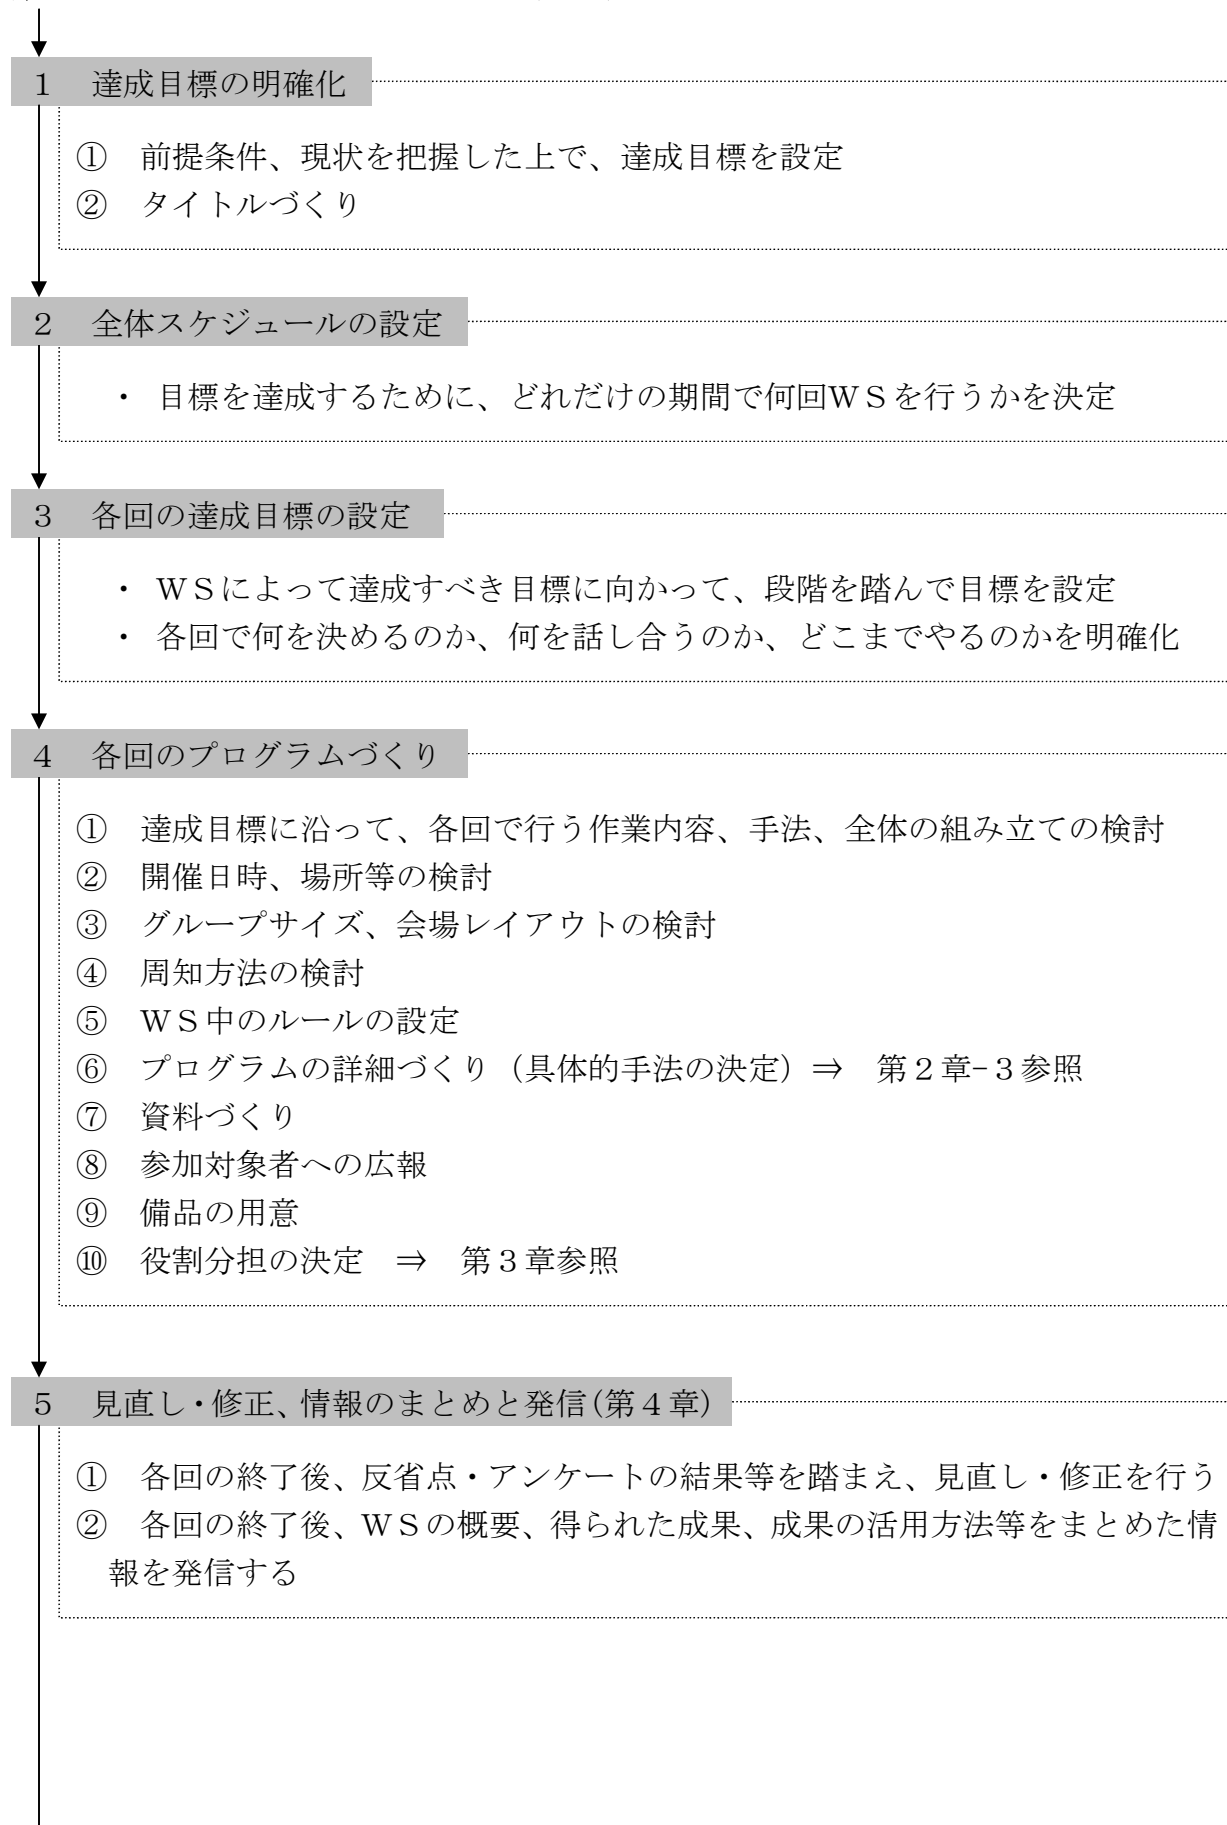 １　達成目標の明確化
①　前提条件、現状を把握した上で、達成目標を設定
②　タイトルづくり
２　全体スケジュールの設定
・ 目標を達成するために、どれだけの期間で何回ＷＳを行うかを決定
３　各回の達成目標の設定
・ ＷＳによって達成すべき目標に向かって、段階を踏んで目標を設定
・ 各回で何を決めるのか、何を話し合うのか、どこまでやるのかを明確化
４　各回のプログラムづくり
①　達成目標に沿って、各回で行う作業内容、手法、全体の組み立ての検討
②　開催日時、場所等の検討
③　グループサイズ、会場レイアウトの検討
④　周知方法の検討
⑤　ＷＳ中のルールの設定
⑥　プログラムの詳細づくり（具体的手法の決定）⇒　第２章-３参照
⑦　資料づくり
⑧　参加対象者への広報
⑨　備品の用意
⑩　役割分担の決定　⇒　第３章参照
５　見直し・修正、情報のまとめと発信（第４章）
①　各回の終了後、反省点・アンケートの結果等を踏まえ、見直し・修正を行う
②　各回の終了後、ＷＳの概要、得られた成果、成果の活用方法等をまとめた情
報を発信する